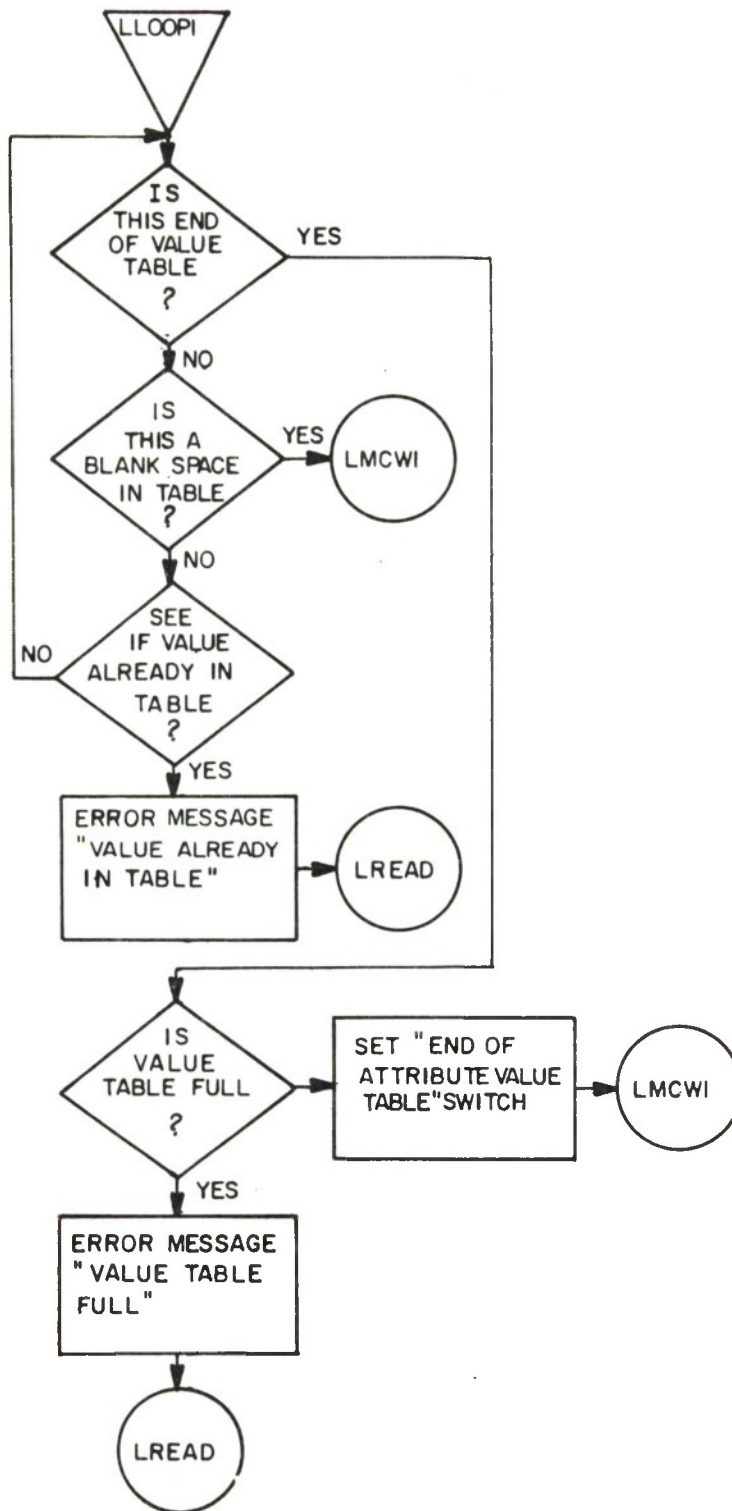 LLOOPI
IS
THIS END
OF VALUE
TABLE
?
YES
NO
IS
THIS A
BLANK SPACE
IN TABLE
?
YES
LMCWI
NO
SEE
IF VALUE
ALREADY IN
TABLE
?
NO
YES
ERROR MESSAGE
"VALUE ALREADY
IN TABLE"
LREAD
IS
VALUE
TABLE FULL
?
SET "END OF
ATTRIBUTE VALUE
TABLE" SWITCH
LMCWI
YES
ERROR MESSAGE
"VALUE TABLE
FULL"
LREAD